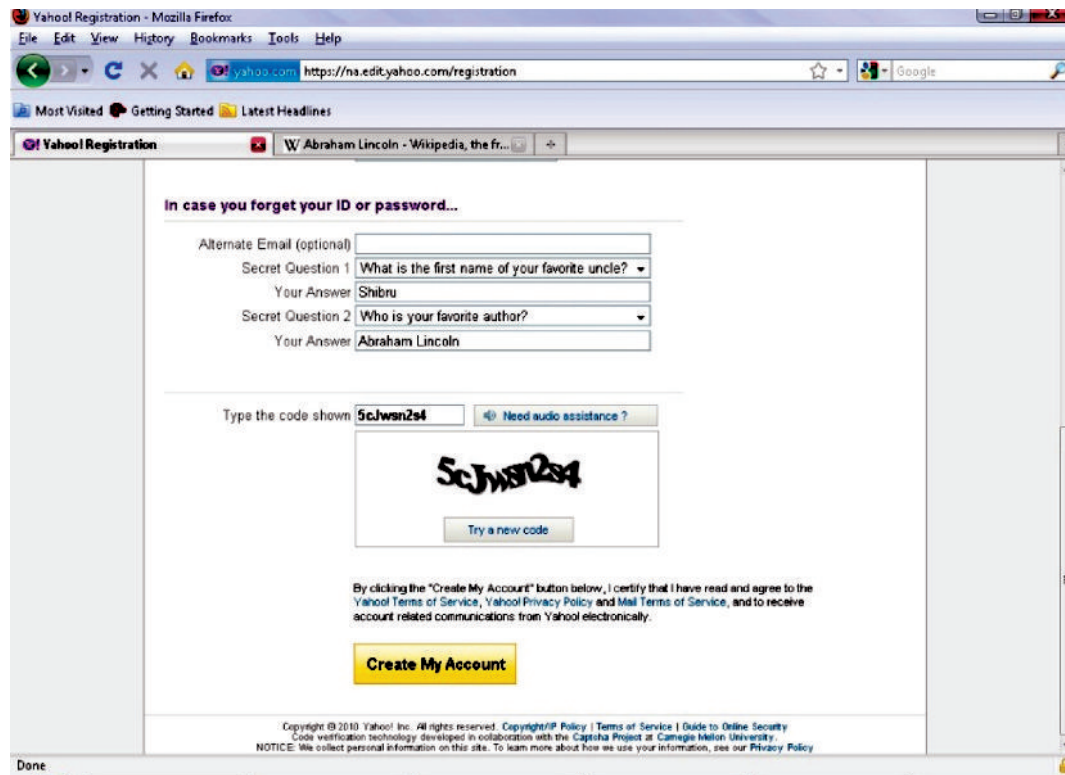 Yahoo! Registration - Mozilla Firefox
File Edit View History Bookmarks Tools Help
yahoo.com https://na.edit.yahoo.com/registration Google
Most Visited Getting Started Latest Headlines
Yahoo! Registration W Abraham Lincoln - Wikipedia, the fr...
In case you forget your ID or password...
Alternate Email (optional)
Secret Question 1 What is the first name of your favorite uncle?
Your Answer Shibru
Secret Question 2 Who is your favorite author?
Your Answer Abraham Lincoln
Type the code shown 5cJwsn2s4 Need audio assistance ?
5cJwsn2s4
Try a new code
By clicking the "Create My Account" button below, I certify that I have read and agree to the
Yahoo! Terms of Service, Yahoo! Privacy Policy and Mail Terms of Service, and to receive
account related communications from Yahoo! electronically.
Create My Account
Copyright © 2010 Yahoo! Inc. All rights reserved. Copyright/IP Policy | Terms of Service | Guide to Online Security
Code verification technology developed in collaboration with the Captcha Project at Carnegie Mellon University.
NOTICE: We collect personal information on this site. To learn more about how we use your information, see our Privacy Policy
Done